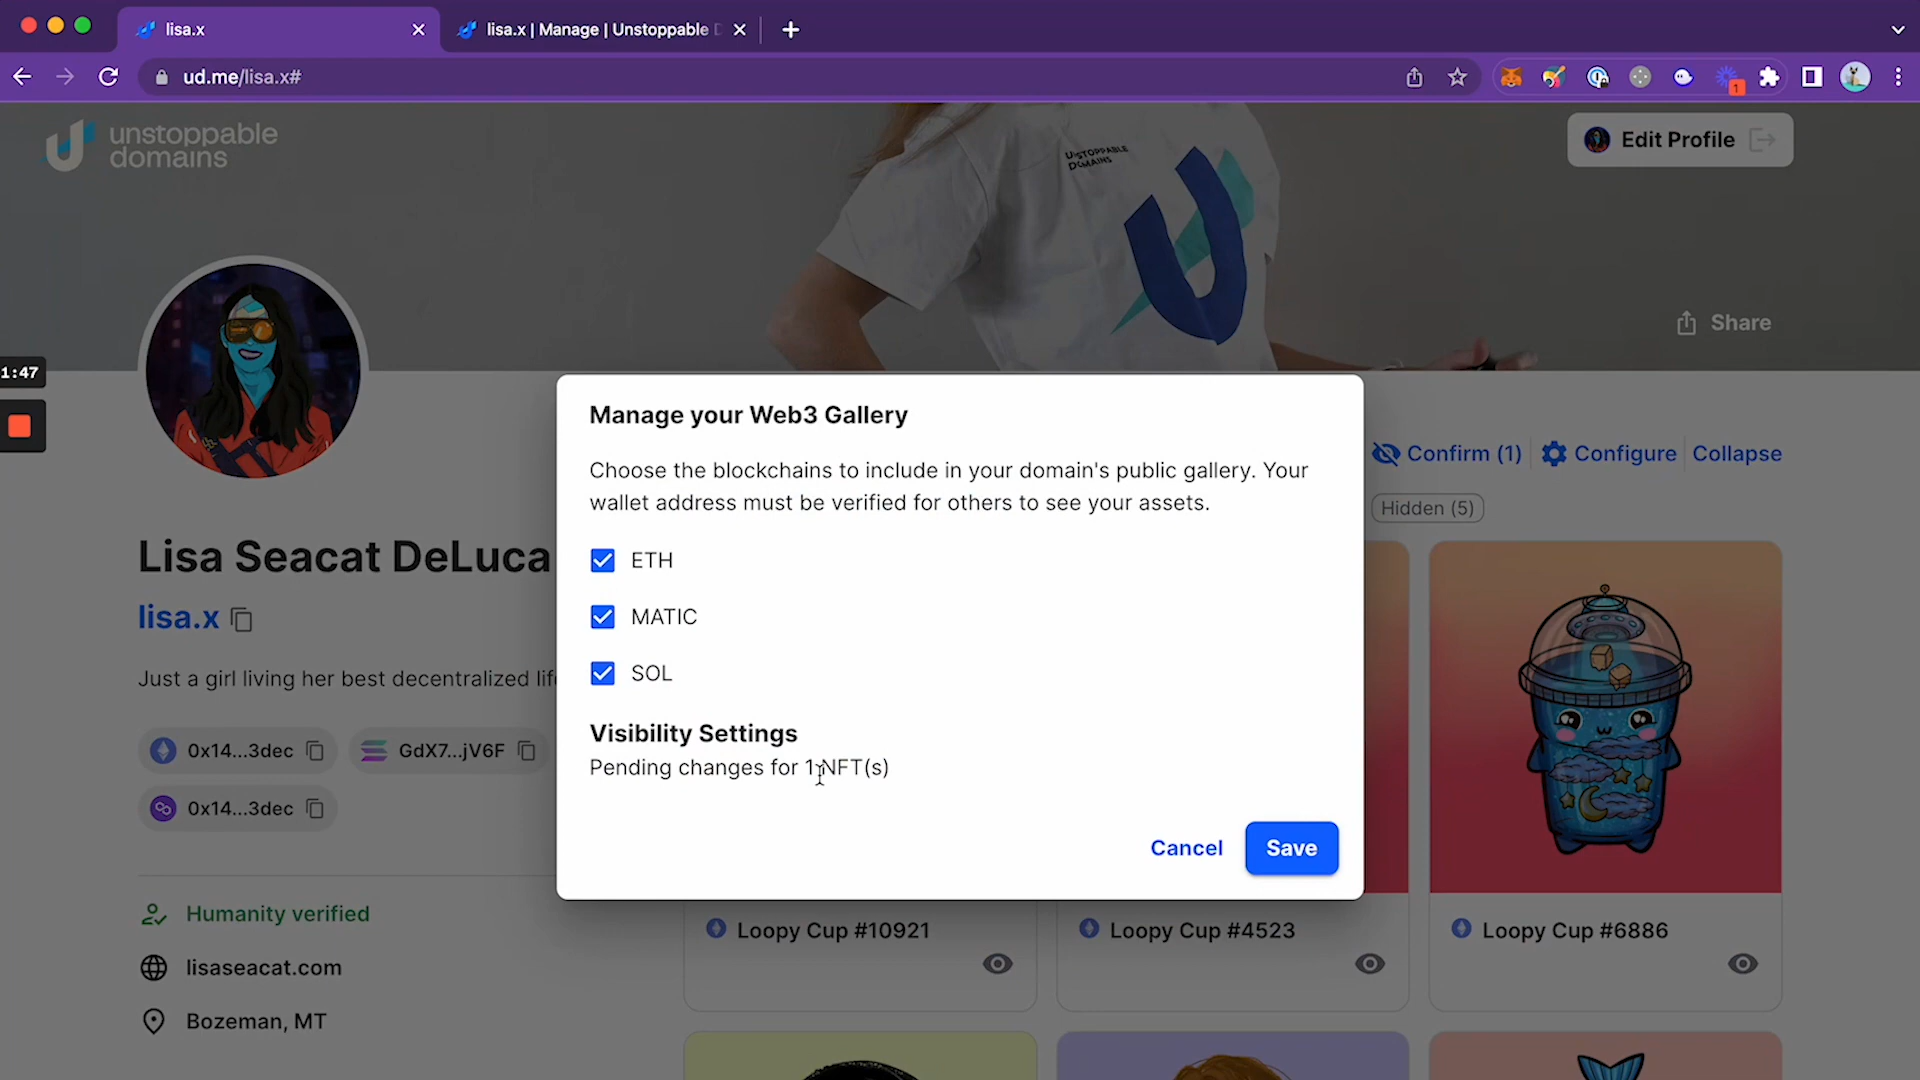 lisa.x
lisa.x | Manage | Unstoppable D
ud.me/lisa.x#
1
unstoppable
domains
UNSTOPPABLE
DOMAINS
Edit Profile
Share
1:47
Manage your Web3 Gallery
Choose the blockchains to include in your domain's public gallery. Your
wallet address must be verified for others to see your assets.
ETH
MATIC
SOL
Visibility Settings
Pending changes for 1 NFT(s)
Cancel
Save
Confirm (1)
Configure
Collapse
Hidden (5)
Lisa Seacat DeLuca
lisa.x
Just a girl living her best decentralized lif
0x14...3dec
GdX7...jV6F
0x14...3dec
Humanity verified
lisaseacat.com
Bozeman, MT
Loopy Cup #10921
Loopy Cup #4523
Loopy Cup #6886